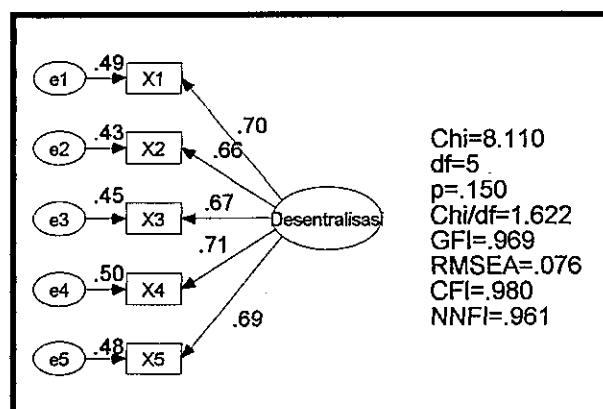 .49
e1
X1
.70
.43
e2
X2
.66
.45
e3
X3
.67
Desentralisasi
.71
.50
e4
X4
.69
.48
e5
X5
Chi=8.110
df=5
p=.150
Chi/df=1.622
GFI=.969
RMSEA=.076
CFI=.980
NNFI=.961